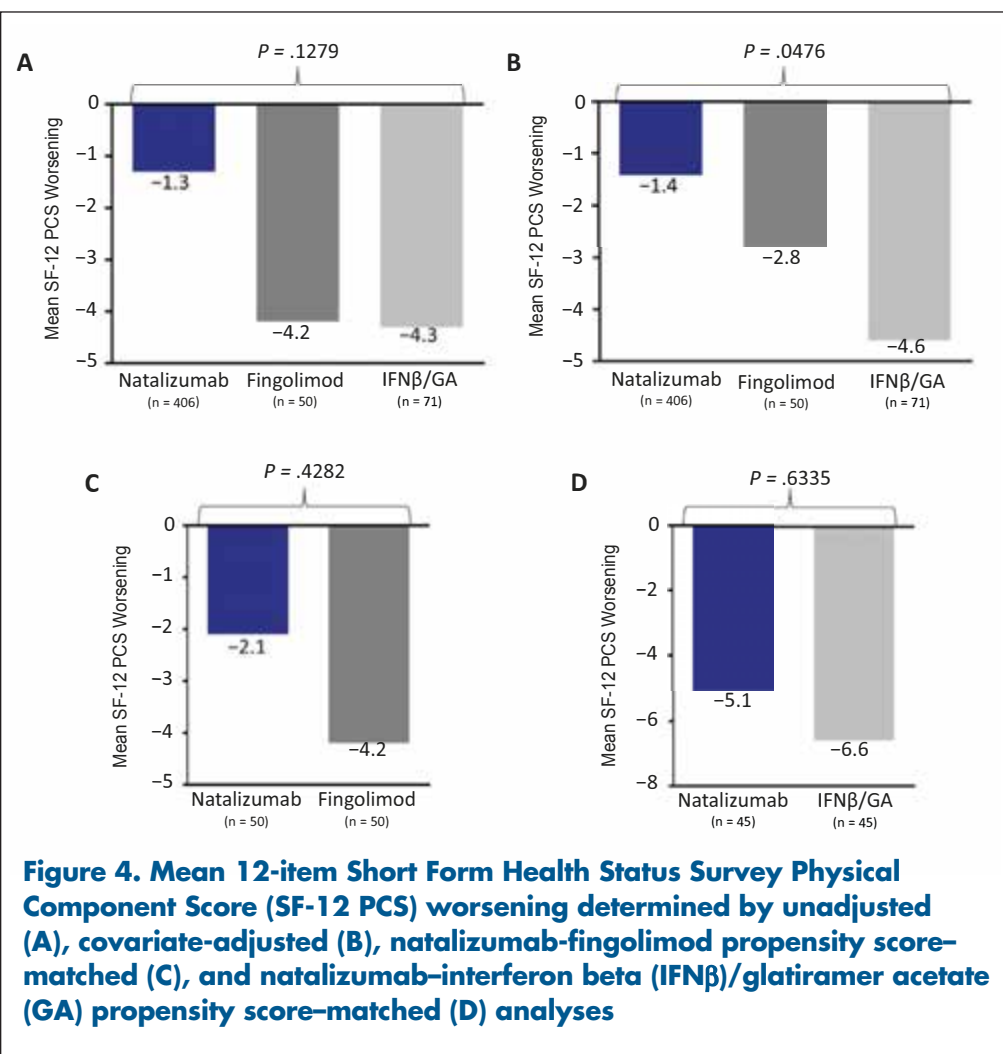 A
P = .1279
Mean SF-12 PCS Worsening
0
−1
−2
−3
−4
−5
−1.3
−4.2
−4.3
Natalizumab
(n = 406)
Fingolimod
(n = 50)
IFNβ/GA
(n = 71)
B
P = .0476
Mean SF-12 PCS Worsening
0
−1
−2
−3
−4
−5
−1.4
−2.8
−4.6
Natalizumab
(n = 406)
Fingolimod
(n = 50)
IFNβ/GA
(n = 71)
C
P = .4282
Mean SF-12 PCS Worsening
0
−1
−2
−3
−4
−5
−2.1
−4.2
Natalizumab
(n = 50)
Fingolimod
(n = 50)
D
P = .6335
Mean SF-12 PCS Worsening
0
−2
−4
−6
−8
−5.1
−6.6
Natalizumab
(n = 45)
IFNβ/GA
(n = 45)
Figure 4. Mean 12-item Short Form Health Status Survey Physical
Component Score (SF-12 PCS) worsening determined by unadjusted
(A), covariate-adjusted (B), natalizumab-fingolimod propensity score–
matched (C), and natalizumab–interferon beta (IFNβ)/glatiramer acetate
(GA) propensity score–matched (D) analyses